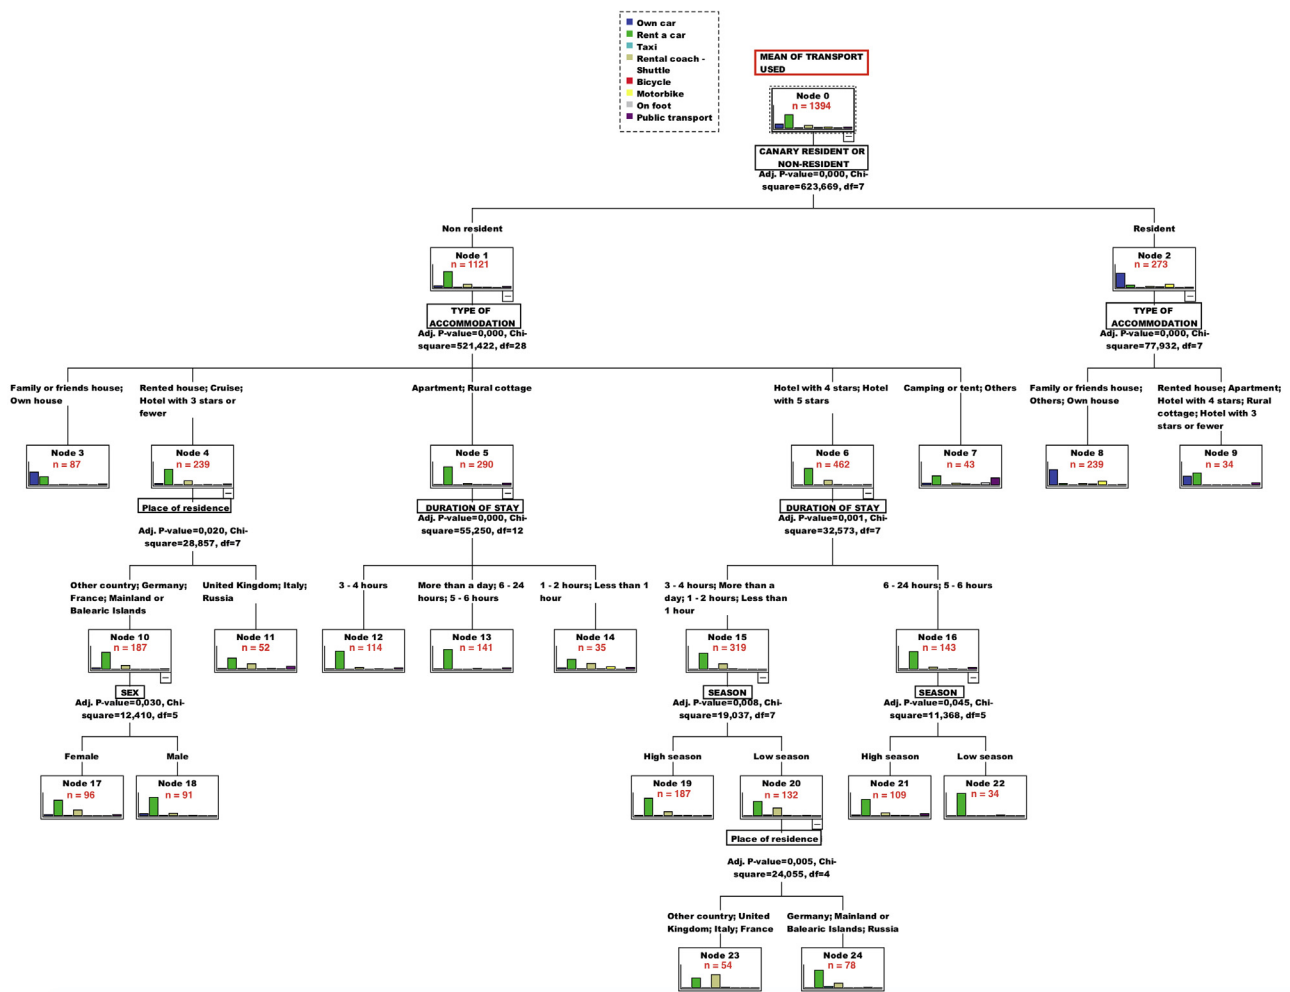 Own car
Rent a car
Taxi
Rental coach -
Shuttle
Bicycle
Motorbike
On foot
Public transport
MEAN OF TRANSPORT
USED
Node 0
n = 1394
CANARY RESIDENT OR
NON-RESIDENT
Adj. P-value=0,000, Chi-
square=623,669, df=7
Non resident
Resident
Node 1
n = 1121
Node 2
n = 273
TYPE OF
ACCOMMODATION
Adj. P-value=0,000, Chi-
square=521,422, df=28
TYPE OF
ACCOMMODATION
Adj. P-value=0,000, Chi-
square=77,932, df=7
Family or friends house;
Own house
Rented house; Cruise;
Hotel with 3 stars or
fewer
Apartment; Rural cottage
Hotel with 4 stars; Hotel
with 5 stars
Camping or tent; Others
Family or friends house;
Others; Own house
Rented house; Apartment;
Hotel with 4 stars; Rural
cottage; Hotel with 3
stars or fewer
Node 3
n = 87
Node 4
n = 239
Node 5
n = 290
Node 6
n = 462
Node 7
n = 43
Node 8
n = 239
Node 9
n = 34
Place of residence
Adj. P-value=0,020, Chi-
square=28,857, df=7
DURATION OF STAY
Adj. P-value=0,000, Chi-
square=55,250, df=12
DURATION OF STAY
Adj. P-value=0,001, Chi-
square=32,573, df=7
Other country; Germany;
France; Mainland or
Balearic Islands
United Kingdom; Italy;
Russia
3 - 4 hours
More than a day; 6 - 24
hours; 5 - 6 hours
1 - 2 hours; Less than 1
hour
3 - 4 hours; More than a
day; 1 - 2 hours; Less than
1 hour
6 - 24 hours; 5 - 6 hours
Node 10
n = 187
Node 11
n = 52
Node 12
n = 114
Node 13
n = 141
Node 14
n = 35
Node 15
n = 319
Node 16
n = 143
SEX
Adj. P-value=0,030, Chi-
square=12,410, df=5
SEASON
Adj. P-value=0,008, Chi-
square=19,037, df=7
SEASON
Adj. P-value=0,045, Chi-
square=11,368, df=5
Female
Male
High season
Low season
High season
Low season
Node 17
n = 96
Node 18
n = 91
Node 19
n = 187
Node 20
n = 132
Node 21
n = 109
Node 22
n = 34
Place of residence
Adj. P-value=0,005, Chi-
square=24,055, df=4
Other country; United
Kingdom; Italy; France
Germany; Mainland or
Balearic Islands; Russia
Node 23
n = 54
Node 24
n = 78